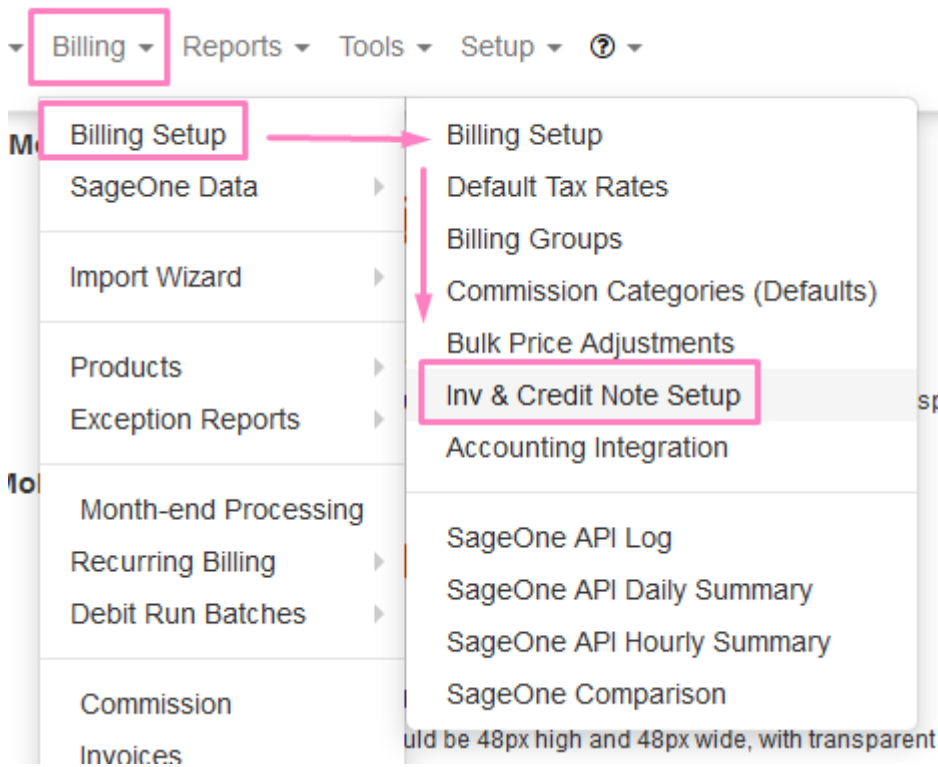 Billing Reports Tools Setup ?
Billing Setup
SageOne Data
Import Wizard
Products
Exception Reports
Month-end Processing
Recurring Billing
Debit Run Batches
Commission
Invoices
Billing Setup
Default Tax Rates
Billing Groups
Commission Categories (Defaults)
Bulk Price Adjustments
Inv & Credit Note Setup
Accounting Integration
SageOne API Log
SageOne API Daily Summary
SageOne API Hourly Summary
SageOne Comparison
uld be 48px high and 48px wide, with transparent